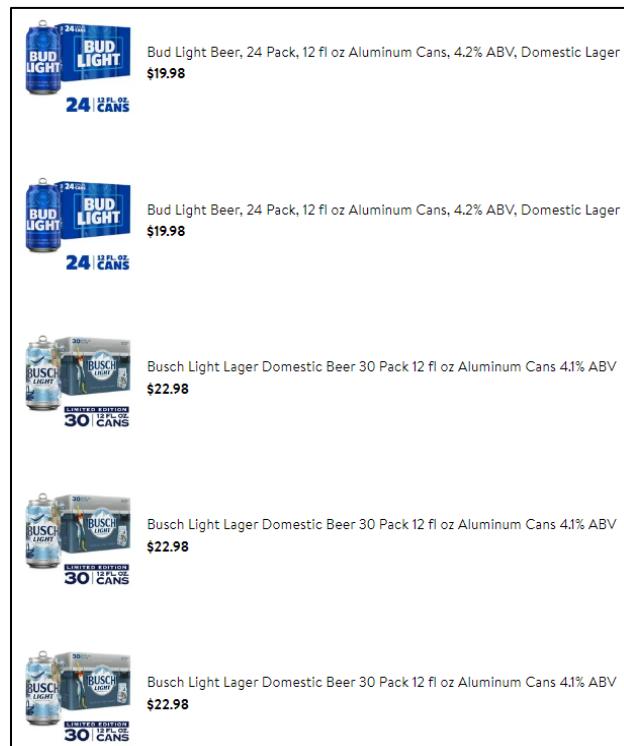 24
BUD LIGHT
BUD LIGHT
Bud Light Beer, 24 Pack, 12 fl oz Aluminum Cans, 4.2% ABV, Domestic Lager
$19.98
24 12 FL. OZ. CANS
24
BUD LIGHT
BUD LIGHT
Bud Light Beer, 24 Pack, 12 fl oz Aluminum Cans, 4.2% ABV, Domestic Lager
$19.98
24 12 FL. OZ. CANS
30
BUSCH LIGHT
BUSCH LIGHT
Busch Light Lager Domestic Beer 30 Pack 12 fl oz Aluminum Cans 4.1% ABV
$22.98
LIMITED EDITION
30 12 FL. OZ. CANS
30
BUSCH LIGHT
BUSCH LIGHT
Busch Light Lager Domestic Beer 30 Pack 12 fl oz Aluminum Cans 4.1% ABV
$22.98
LIMITED EDITION
30 12 FL. OZ. CANS
30
BUSCH LIGHT
BUSCH LIGHT
Busch Light Lager Domestic Beer 30 Pack 12 fl oz Aluminum Cans 4.1% ABV
$22.98
LIMITED EDITION
30 12 FL. OZ. CANS